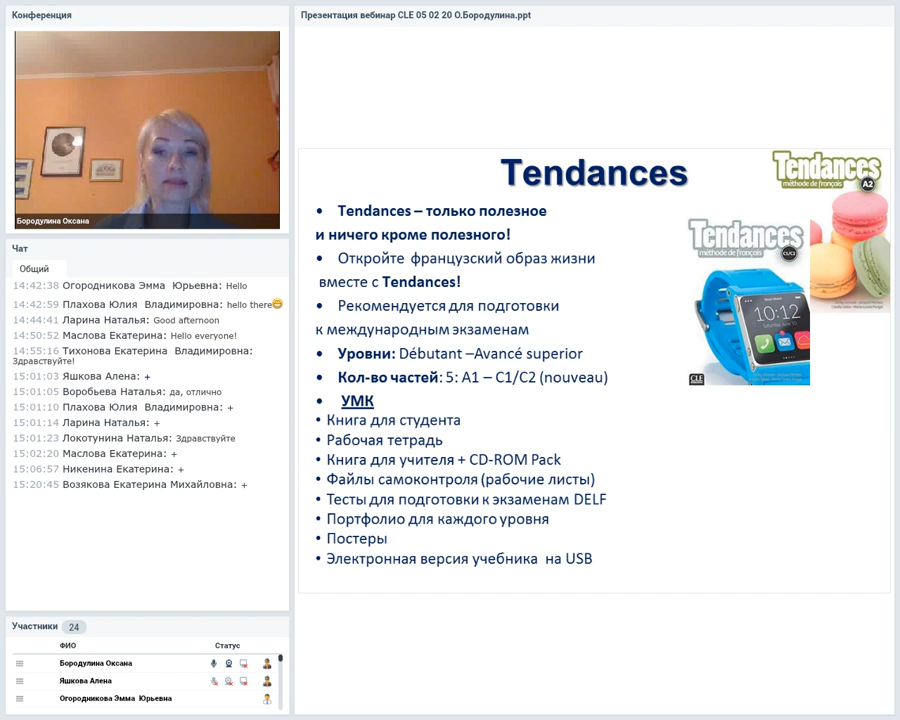 Конференция
Бородулина Оксана
Чат
Общий
14:42:38 Огородникова Эмма Юрьевна: Hello
14:42:59 Плахова Юлия Владимировна: hello there
14:44:41 Ларина Наталья: Good afternoon
14:50:52 Маслова Екатерина: Hello everyone!
14:55:16 Тихонова Екатерина Владимировна:
Здравствуйте!
15:01:03 Яшкова Алена: +
15:01:05 Воробьева Наталья: да, отлично
15:01:10 Плахова Юлия Владимировна: +
15:01:14 Ларина Наталья: +
15:01:23 Локотунина Наталья: Здравствуйте
15:02:20 Маслова Екатерина: +
15:06:57 Никенина Екатерина: +
15:20:45 Возякова Екатерина Михайловна: +
Участники 24
ФИО Статус
Бородулина Оксана
Яшкова Алена
Огородникова Эмма Юрьевна
Презентация вебинар CLE 05 02 20 О.Бородулина.ppt
Tendances
• Tendances – только полезное
и ничего кроме полезного!
• Откройте французский образ жизни
вместе с Tendances!
• Рекомендуется для подготовки
к международным экзаменам
• Уровни: Débutant –Avancé superior
• Кол-во частей: 5: A1 – C1/C2 (nouveau)
• УМК
• Книга для студента
• Рабочая тетрадь
• Книга для учителя + CD-ROM Pack
• Файлы самоконтроля (рабочие листы)
• Тесты для подготовки к экзаменам DELF
• Портфолио для каждого уровня
• Постеры
• Электронная версия учебника на USB
Tendances
méthode de français
A2
Tendances
méthode de français
C1/C2
10:12
CLE